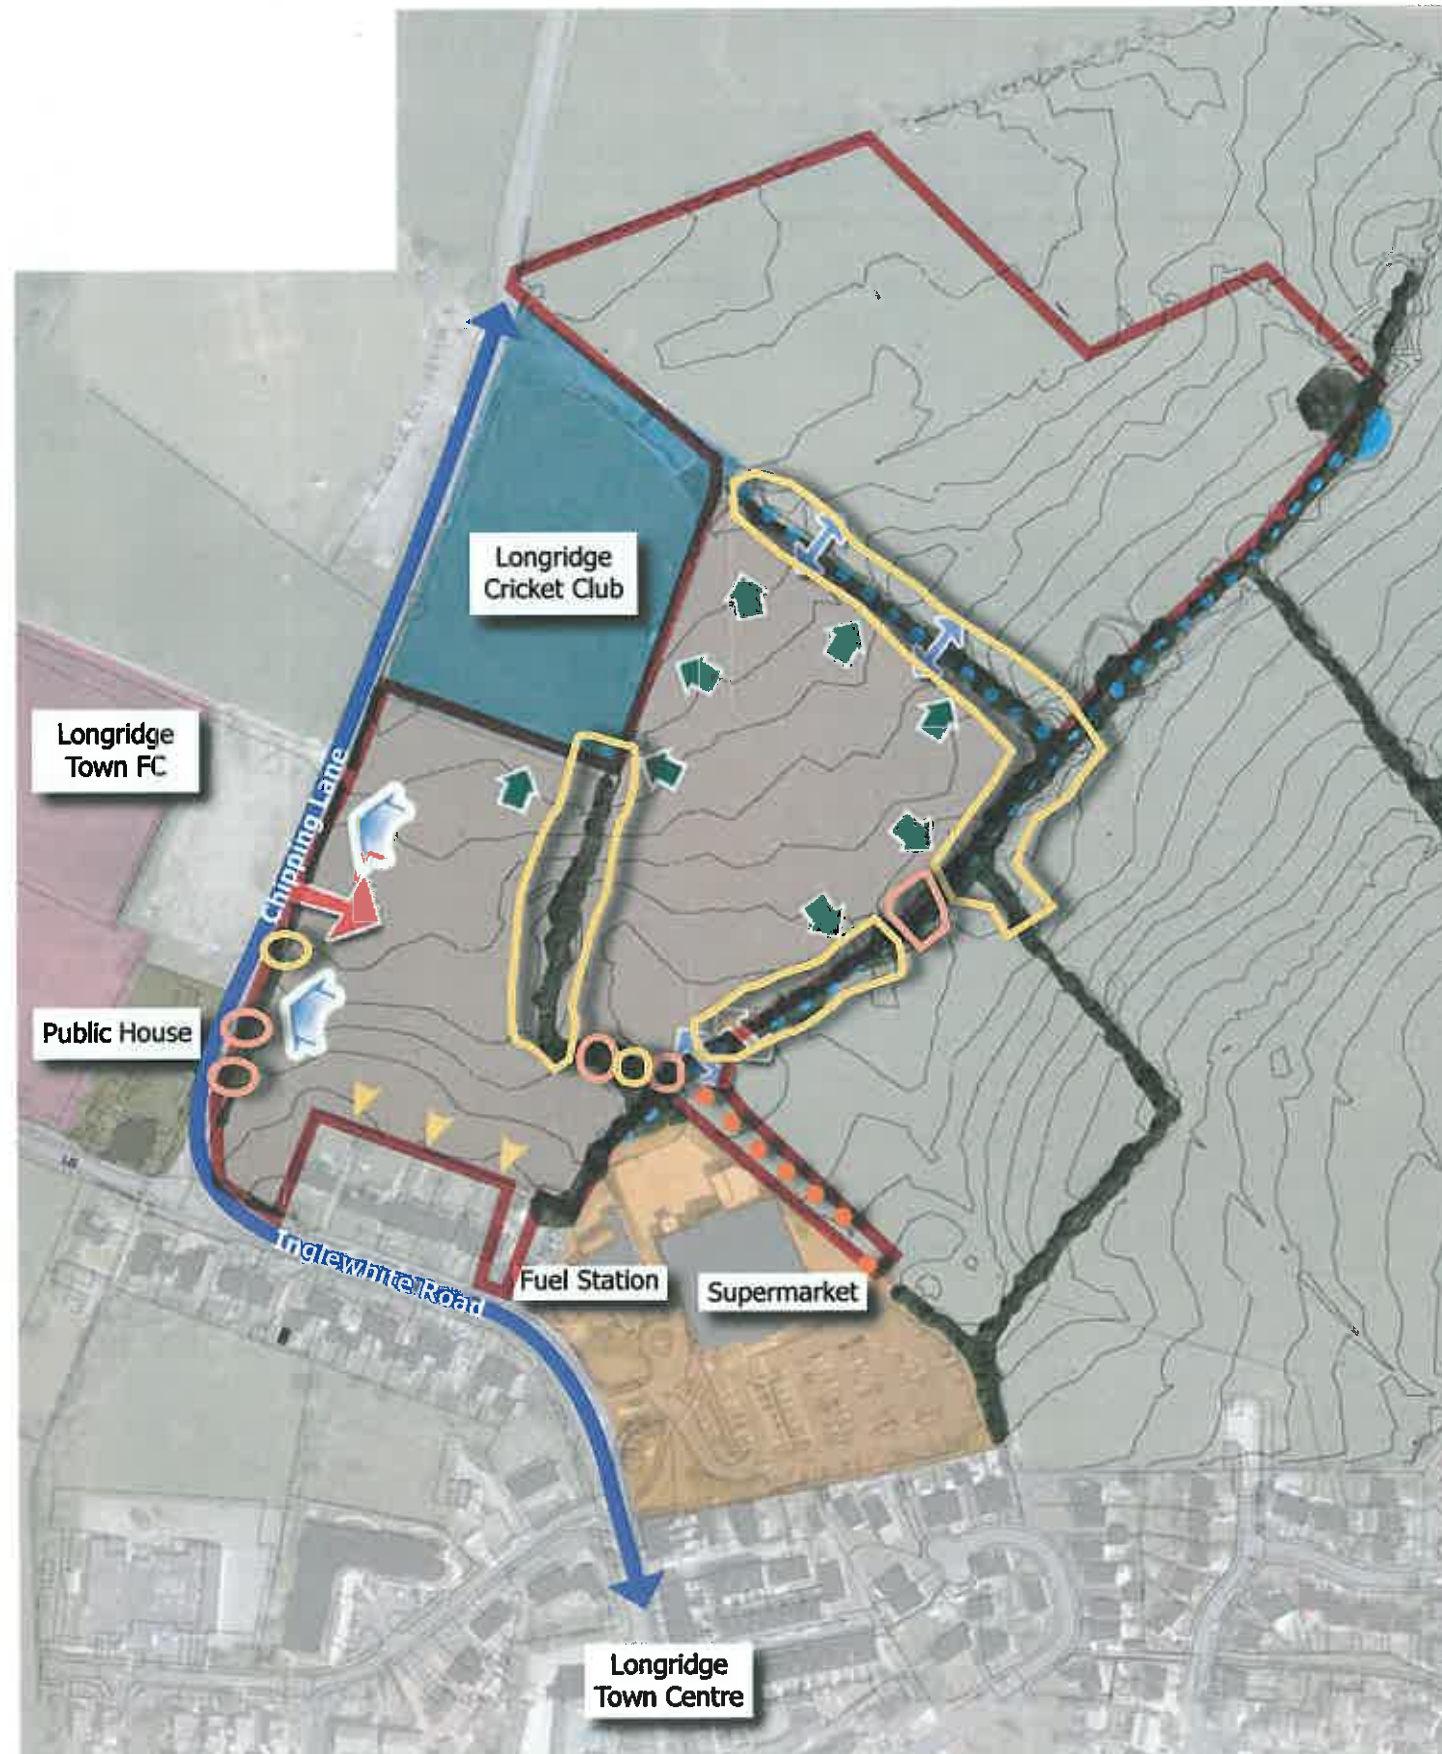 Longridge
Cricket Club
Longridge
Town FC
Chipping Lane
Public House
Inglewhite Road
Fuel Station
Supermarket
Longridge
Town Centre